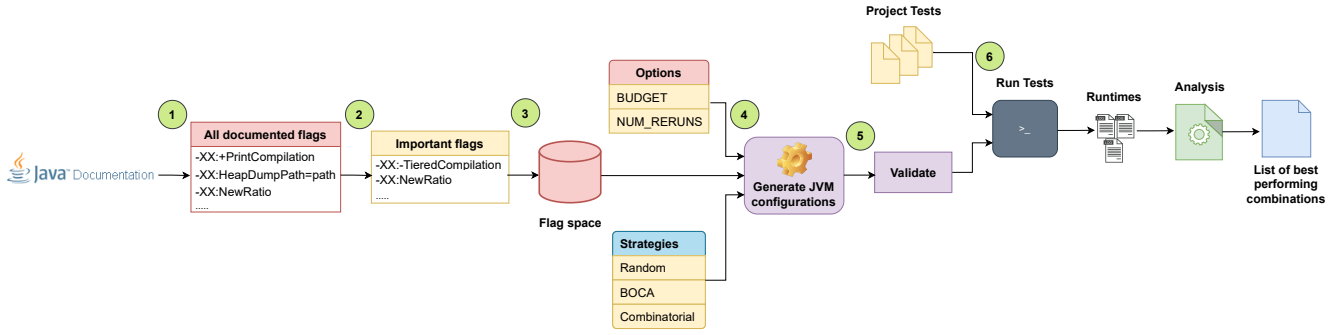 Java™ Documentation
1
All documented flags
-XX:+PrintCompilation
-XX:HeapDumpPath=path
-XX:NewRatio
.....
2
Important flags
-XX:-TieredCompilation
-XX:NewRatio
.....
3
Flag space
Options
BUDGET
NUM_RERUNS
Strategies
Random
BOCA
Combinatorial
4
Generate JVM
configurations
5
Validate
Project Tests
6
Run Tests
>_
Runtimes
Analysis
List of best
performing
combinations